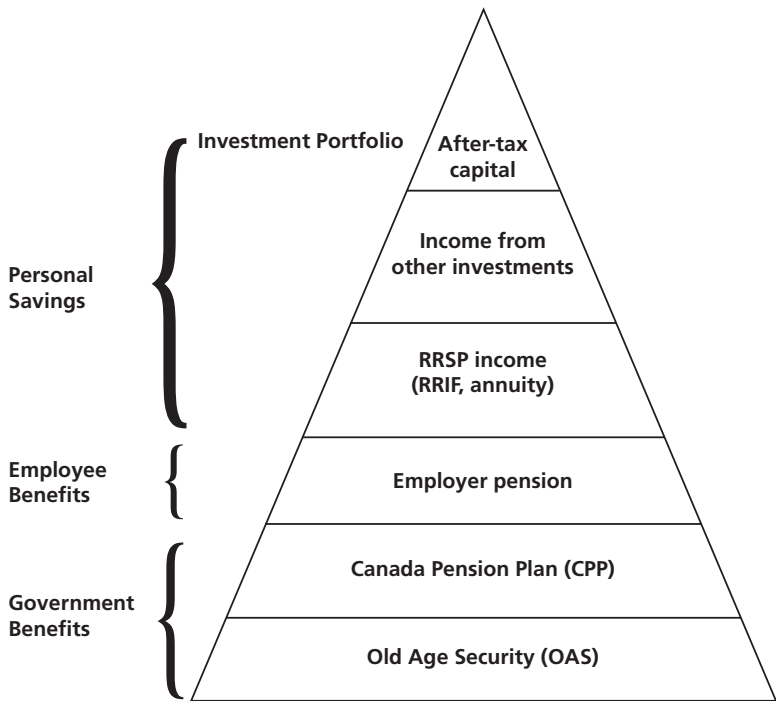 Investment Portfolio
After-tax
capital
Personal
Savings
Income from
other investments
RRSP income
(RRIF, annuity)
Employee
Benefits
Employer pension
Government
Benefits
Canada Pension Plan (CPP)
Old Age Security (OAS)